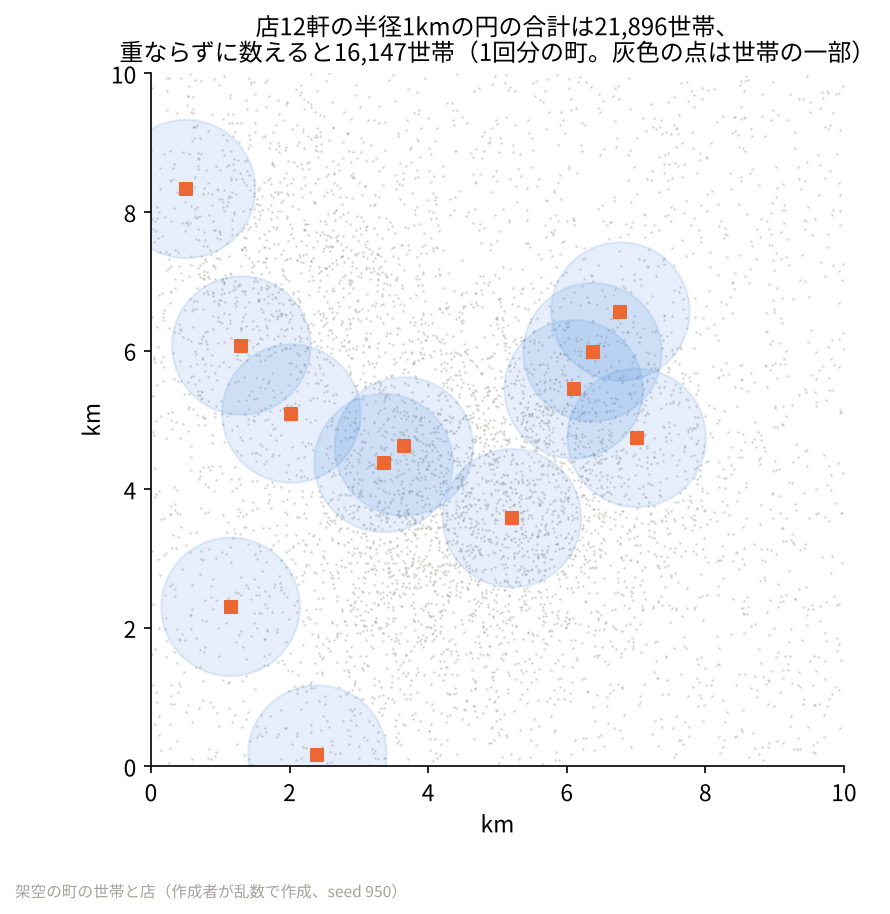 店12軒の半径1kmの円の合計は21,896世帯、
重ならずに数えると16,147世帯（1回分の町。灰色の点は世帯の一部）
10
8
6
4
2
0
km
0 2 4 6 8 10
km
架空の町の世帯と店（作成者が乱数で作成、seed 950）